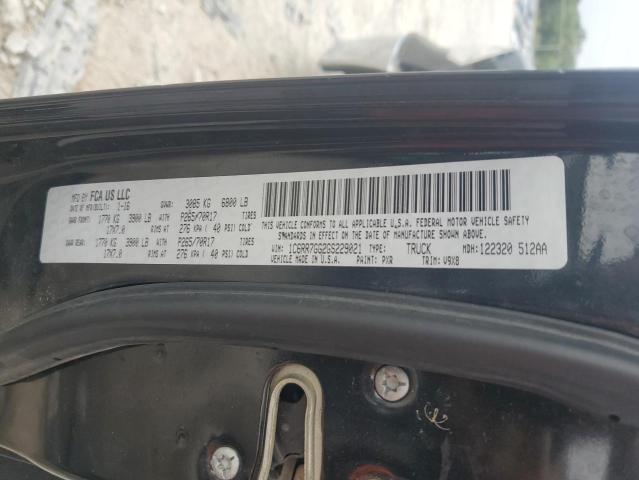 MFD BY FCA US LLC
DATE OF MFR(BUILT): 1-16 GVWR: 3085 KG 6800 LB
GAWR FRONT: 1770 KG 3900 LB WITH P265/70R17 TIRES
17X7.0 RIMS AT 276 KPA ( 40 PSI) COLD
GAWR REAR: 1770 KG 3900 LB WITH P265/70R17 TIRES
17X7.0 RIMS AT 276 KPA ( 40 PSI) COLD
THIS VEHICLE CONFORMS TO ALL APPLICABLE U.S.A. FEDERAL MOTOR VEHICLE SAFETY
STANDARDS IN EFFECT ON THE DATE OF MANUFACTURE SHOWN ABOVE.
VIN: 1C6RR7GG2GS229021 TYPE: TRUCK MDH: 122320 512AA
VEHICLE MADE IN U.S.A. PAINT: PXR TRIM: V9X8